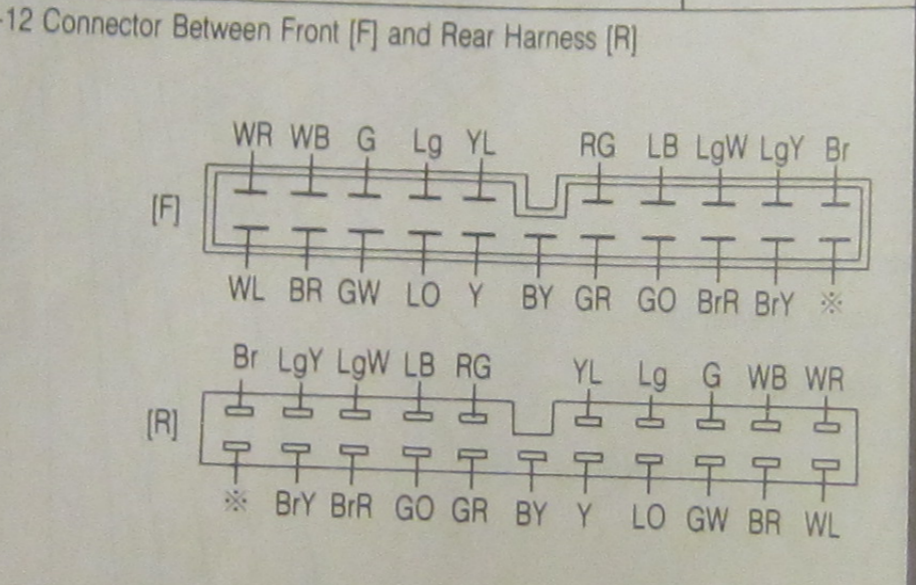 -12 Connector Between Front [F] and Rear Harness [R]
WR WB G Lg YL RG LB LgW LgY Br
[F]
WL BR GW LO Y BY GR GO BrR BrY ※
Br LgY LgW LB RG YL Lg G WB WR
[R]
※ BrY BrR GO GR BY Y LO GW BR WL